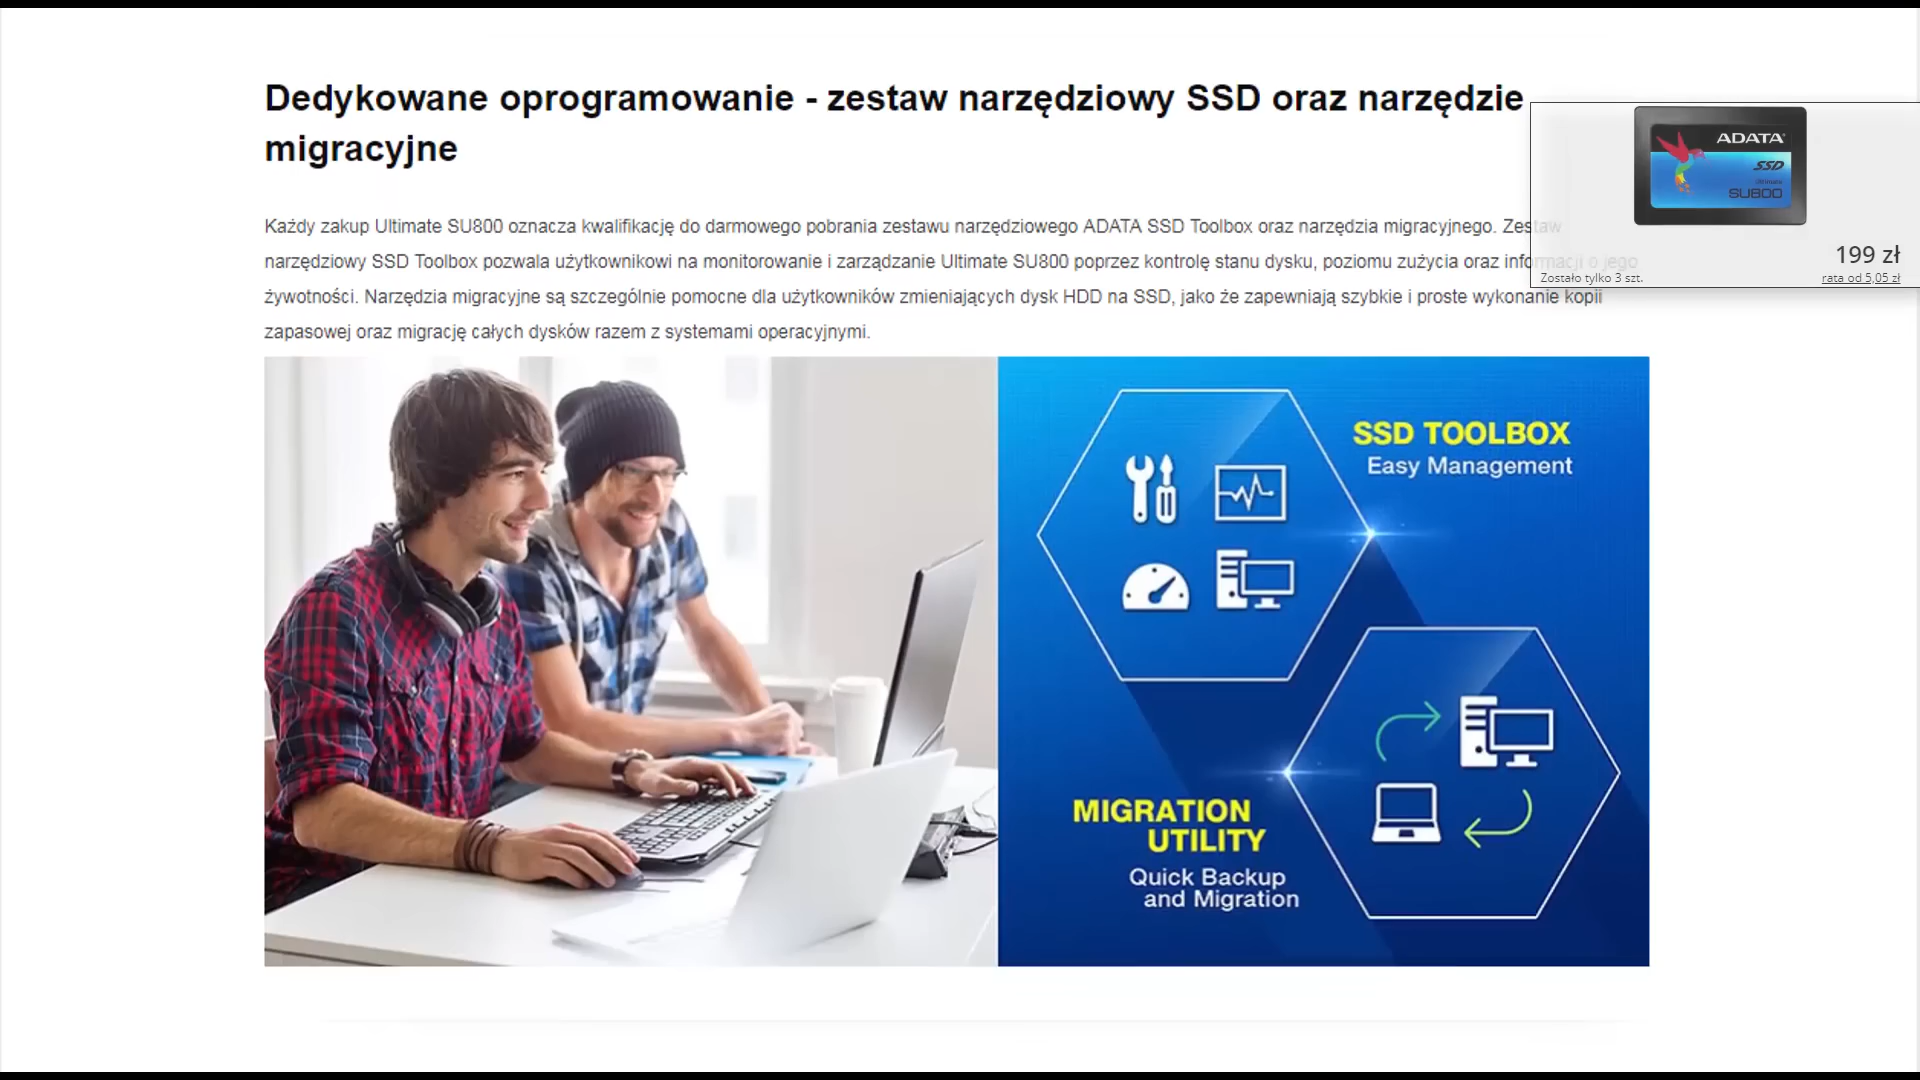 Dedykowane oprogramowanie - zestaw narzędziowy SSD oraz narzędzie
migracyjne
Każdy zakup Ultimate SU800 oznacza kwalifikację do darmowego pobrania zestawu narzędziowego ADATA SSD Toolbox oraz narzędzia migracyjnego. Zestaw
narzędziowy SSD Toolbox pozwala użytkownikowi na monitorowanie i zarządzanie Ultimate SU800 poprzez kontrolę stanu dysku, poziomu zużycia oraz informacji o jego
żywotności. Narzędzia migracyjne są szczególnie pomocne dla użytkowników zmieniających dysk HDD na SSD, jako że zapewniają szybkie i proste wykonanie kopii
zapasowej oraz migrację całych dysków razem z systemami operacyjnymi.
ADATA
SSD
Ultimate
SU800
199 zł
Zostało tylko 3 szt.
rata od 5,05 zł
SSD TOOLBOX
Easy Management
MIGRATION
UTILITY
Quick Backup
and Migration